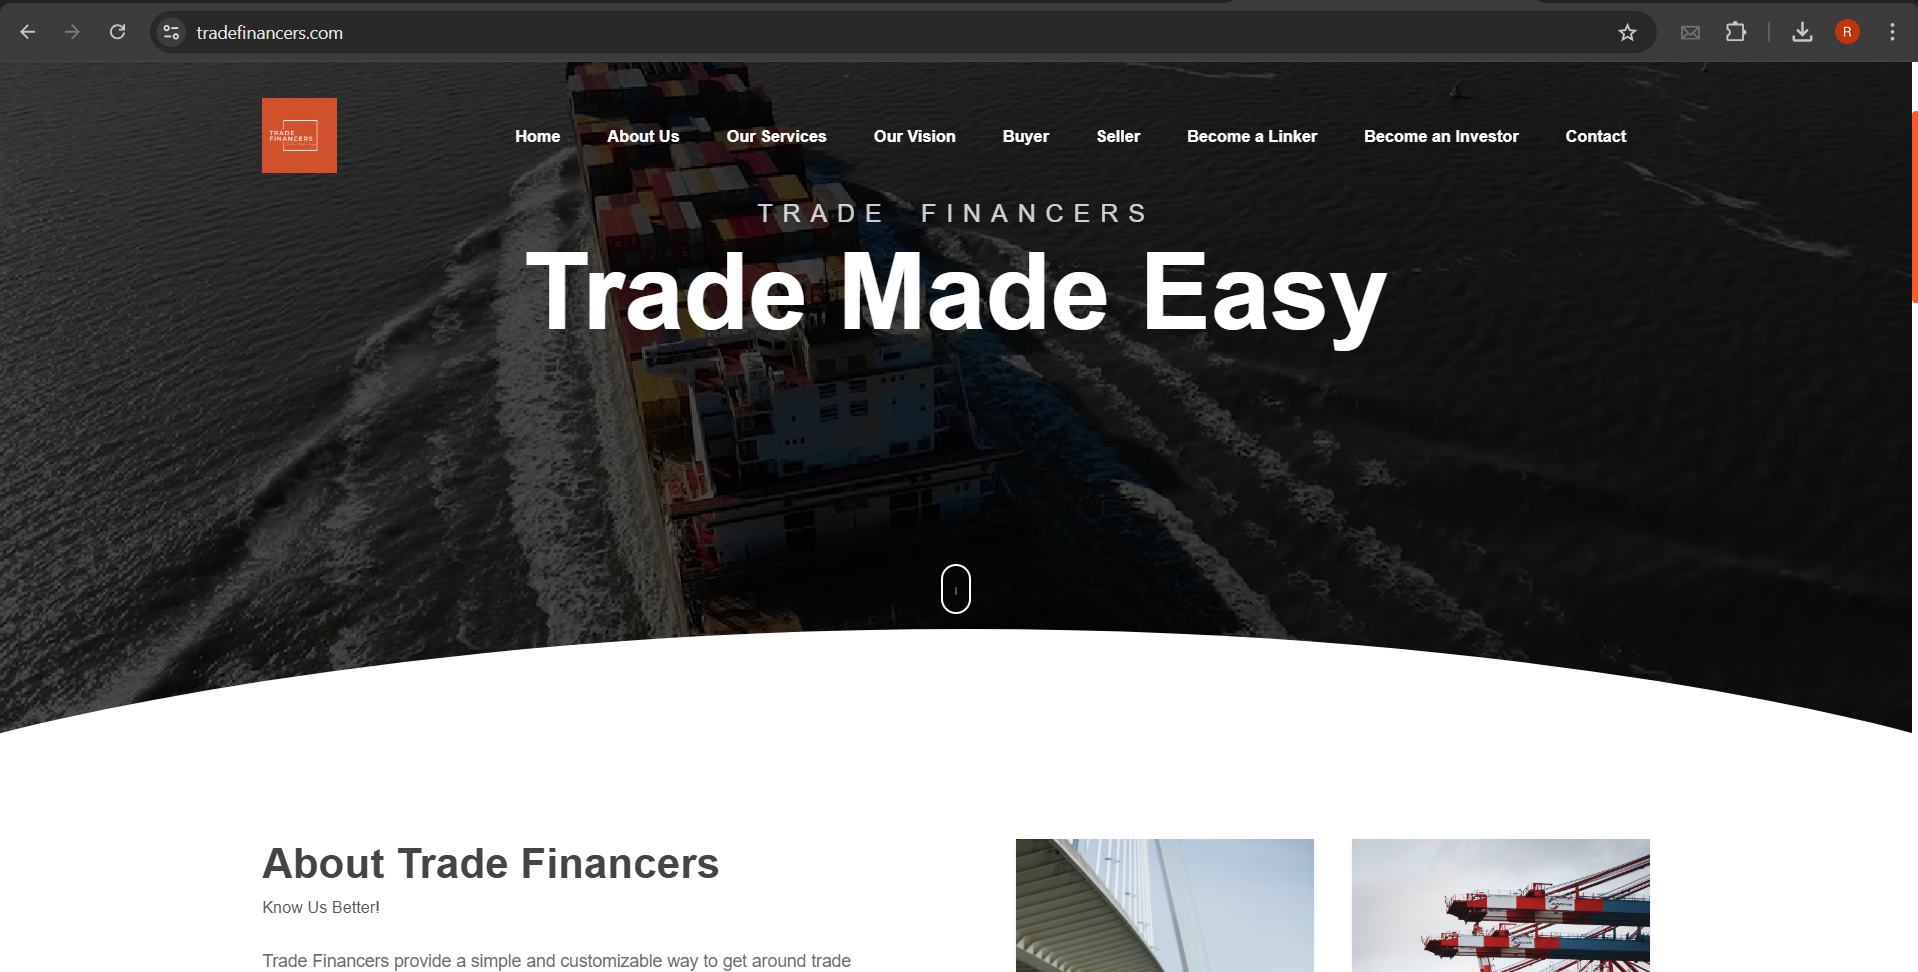 tradefinancers.com
R
TRADE
FINANCERS
Home About Us Our Services Our Vision Buyer Seller Become a Linker Become an Investor Contact
TRADE FINANCERS
Trade Made Easy
About Trade Financers
Know Us Better!
Trade Financers provide a simple and customizable way to get around trade